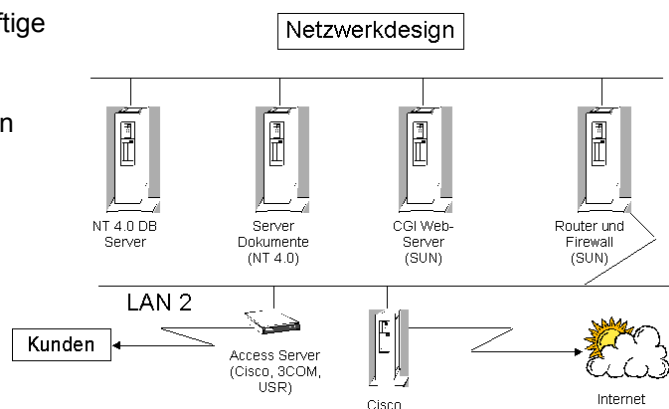 ftige
Netzwerkdesign
n
NT 4.0 DB
Server
Server
Dokumente
(NT 4.0)
CGI Web-
Server
(SUN)
Router und
Firewall
(SUN)
LAN 2
Kunden
Access Server
(Cisco, 3COM,
USR)
Cisco
Internet